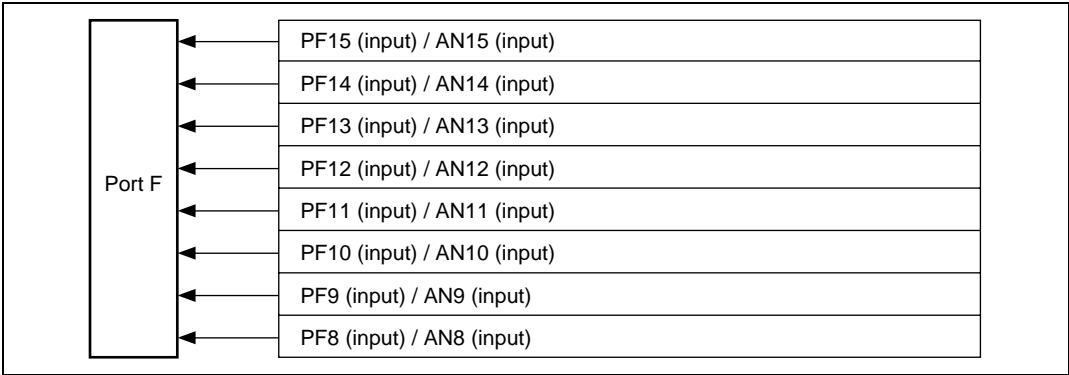 Port F
PF15 (input) / AN15 (input)
PF14 (input) / AN14 (input)
PF13 (input) / AN13 (input)
PF12 (input) / AN12 (input)
PF11 (input) / AN11 (input)
PF10 (input) / AN10 (input)
PF9 (input) / AN9 (input)
PF8 (input) / AN8 (input)